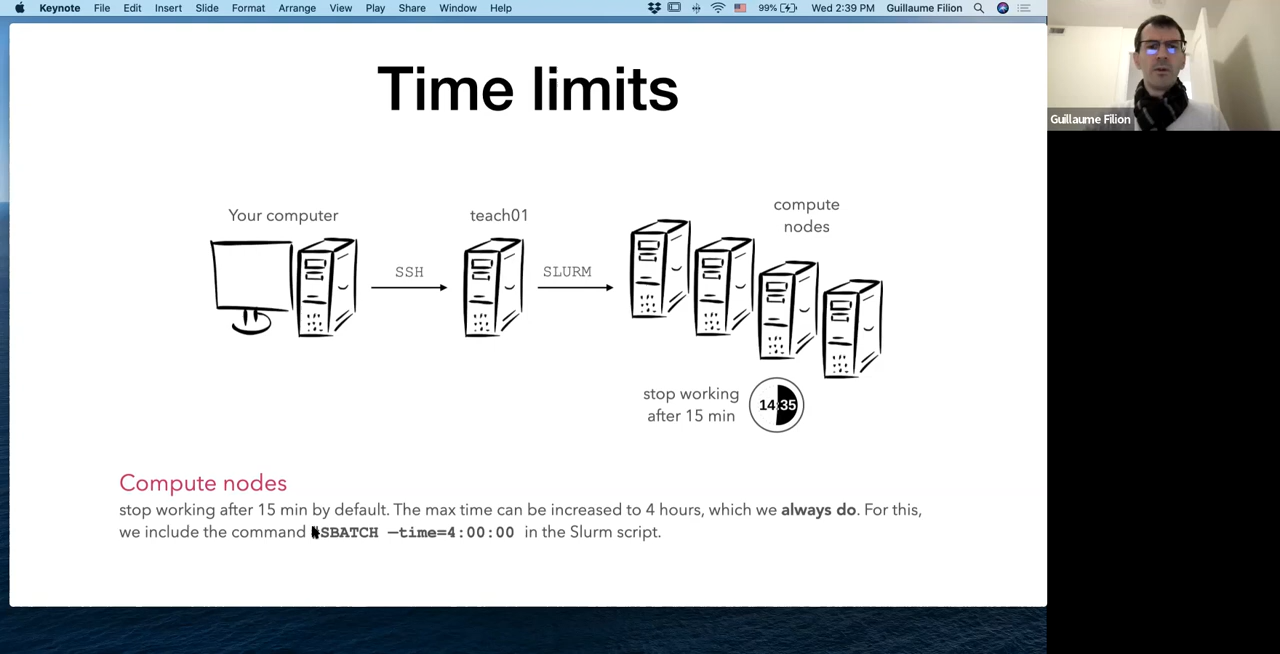 Keynote File Edit Insert Slide Format Arrange View Play Share Window Help 99% Wed 2:39 PM Guillaume Filion
Guillaume Filion
Time limits
Your computer
teach01
compute
nodes
SSH
SLURM
stop working
after 15 min
14:35
Compute nodes
stop working after 15 min by default. The max time can be increased to 4 hours, which we always do. For this,
we include the command SBATCH —time=4:00:00 in the Slurm script.